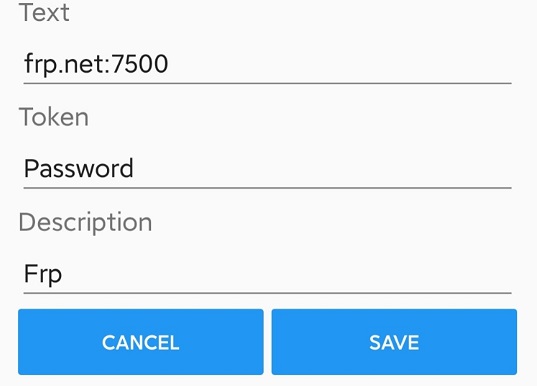 Text
frp.net:7500
Token
Password
Description
Frp
CANCEL SAVE